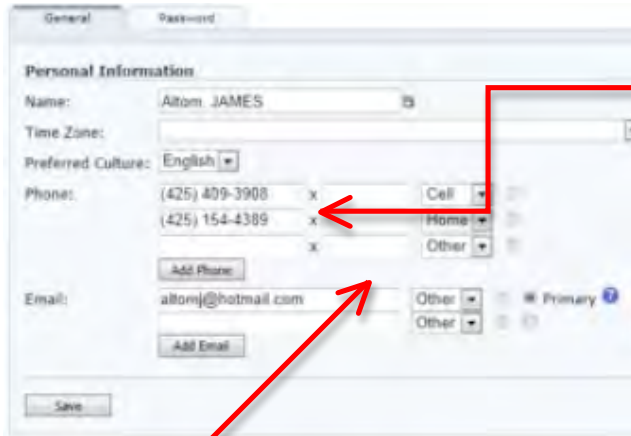 General Password
Personal Information
Name: Altom JAMES
Time Zone:
Preferred Culture: English
Phone: (425) 409-3908 x Cell
(425) 154-4389 x Home
x Other
Add Phone
Email: altomj@hotmail.com Other Primary ?
Other
Add Email
Save